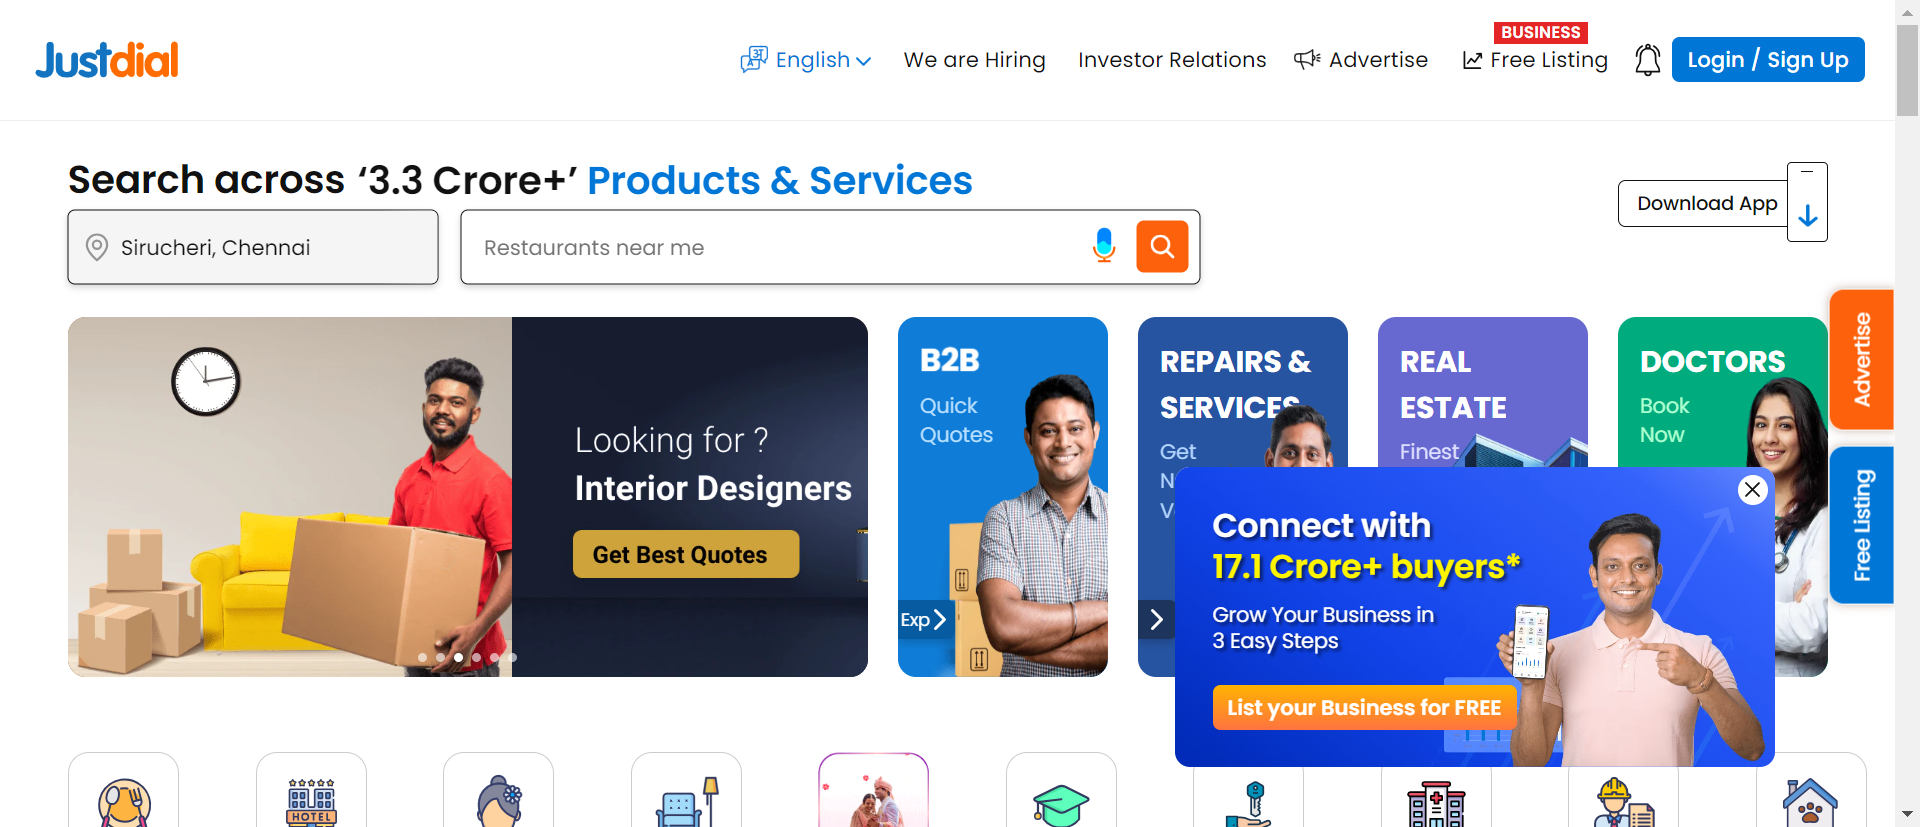 Justdial
English
We are Hiring
Investor Relations
Advertise
BUSINESS
Free Listing
Login / Sign Up
Search across ‘3.3 Crore+’ Products & Services
Download App
Sirucheri, Chennai
Restaurants near me
Looking for ?
Interior Designers
Get Best Quotes
B2B
Quick
Quotes
Exp
REPAIRS &
SERVICES
Get
REAL
ESTATE
Finest
DOCTORS
Book
Now
Advertise
Free Listing
Connect with
17.1 Crore+ buyers*
Grow Your Business in
3 Easy Steps
List your Business for FREE
HOTEL